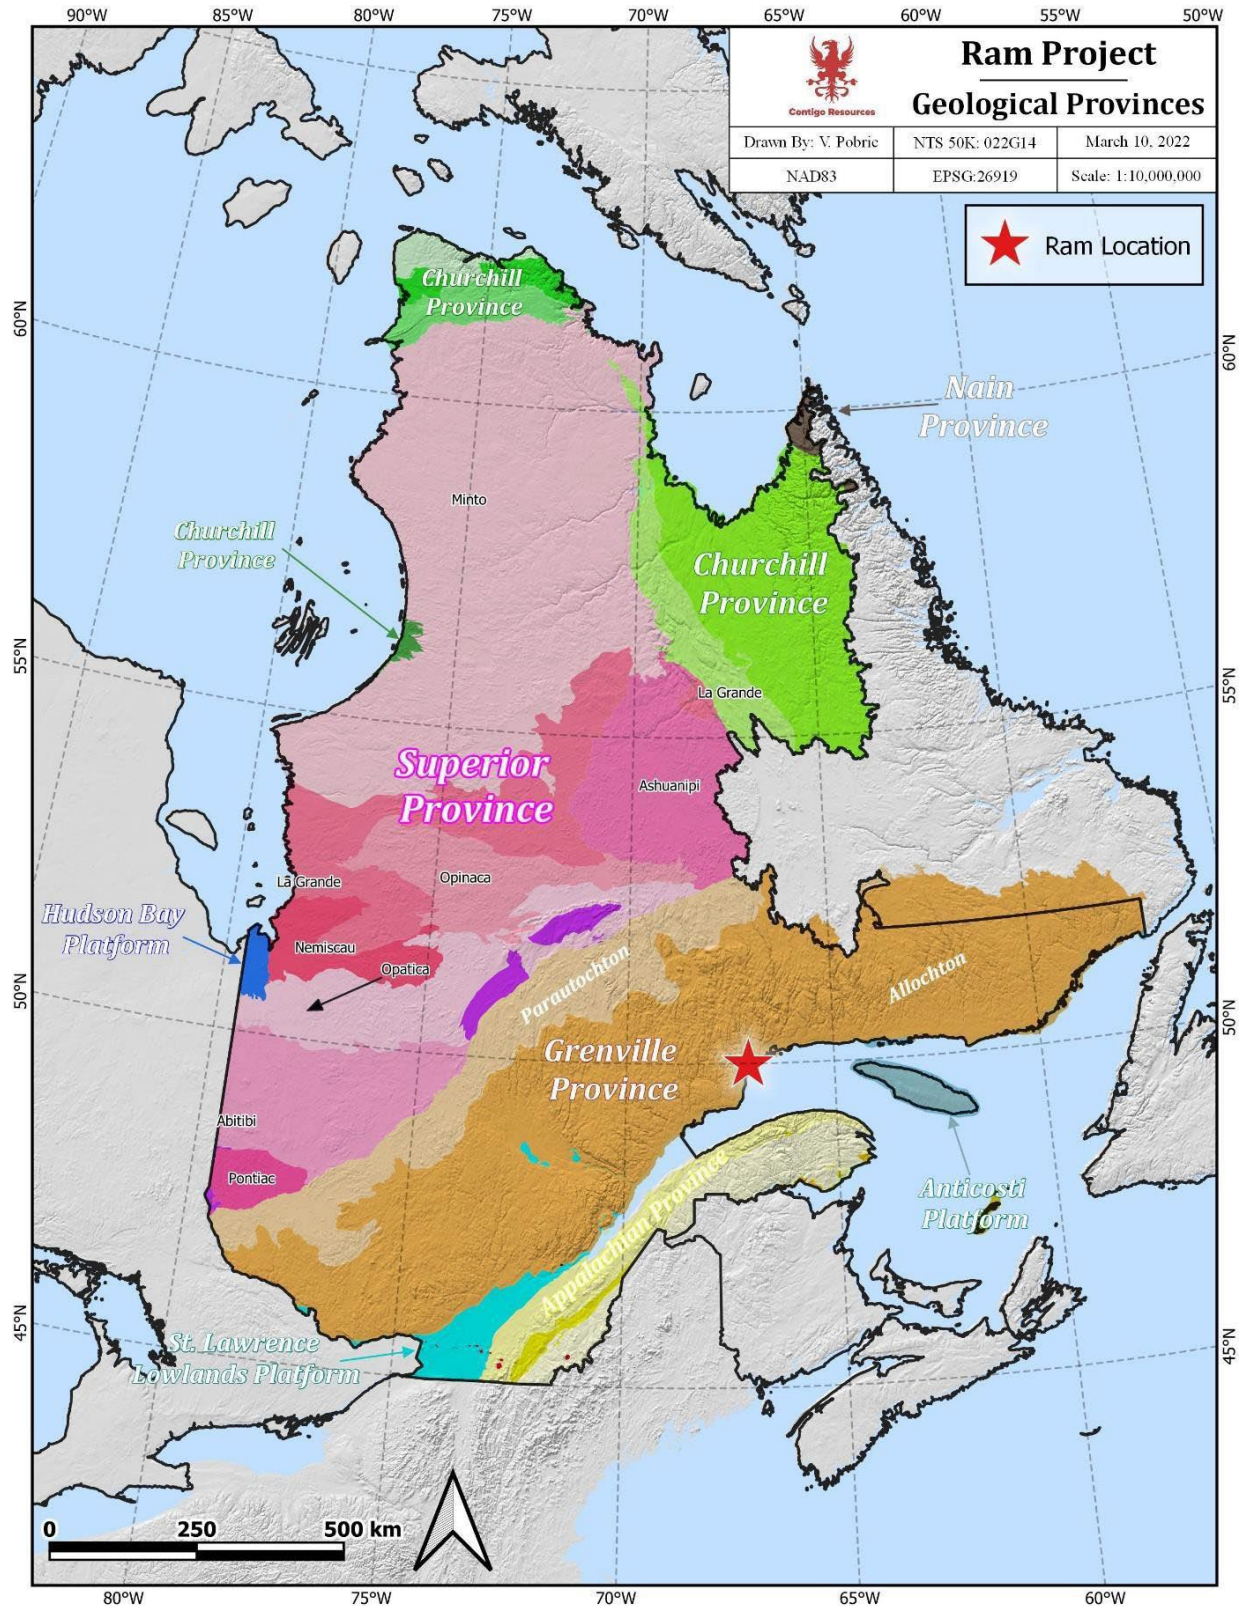 90°W 85°W 80°W 75°W 70°W 65°W 60°W 55°W 50°W
Contigo Resources
Ram Project
Geological Provinces
Drawn By: V. Pobric
NTS 50K: 022G14
March 10, 2022
NAD83
EPSG:26919
Scale: 1:10,000,000
Ram Location
Churchill
Province
60°N
60°N
Nain
Province
Minto
Churchill
Province
Churchill
Province
55°N
55°N
La Grande
Superior
Province
Ashuanipi
La Grande
Opinaca
Hudson Bay
Platform
Nemiscau
Opatica
Parautochton
Allochton
50°N
50°N
Grenville
Province
Abitibi
Pontiac
Appalachian Province
Anticosti
Platform
45°N
45°N
St. Lawrence
Lowlands Platform
0 250 500 km
80°W 75°W 70°W 65°W 60°W